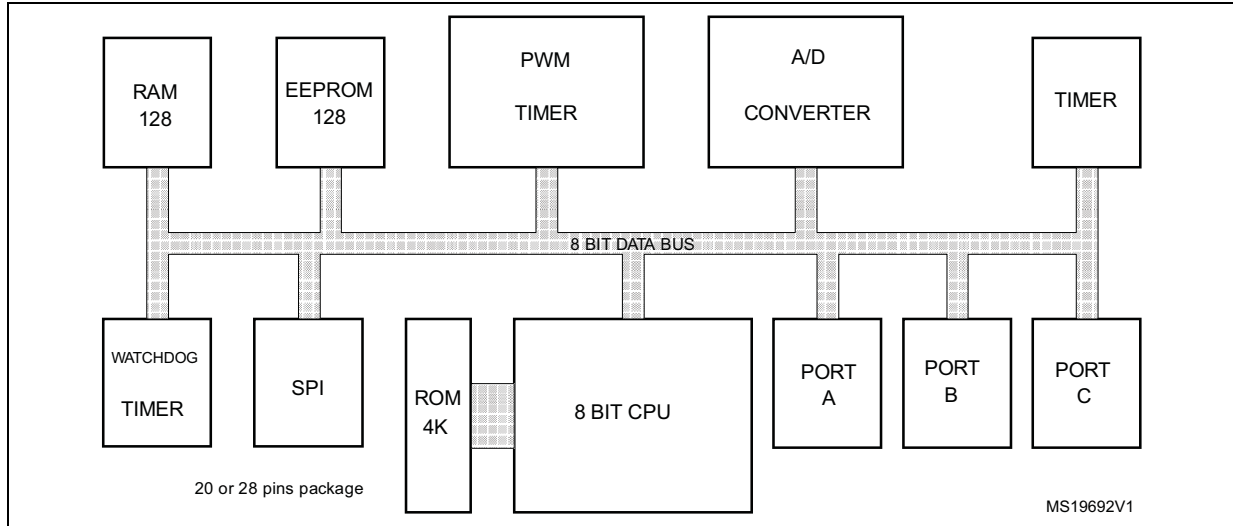 RAM
128
EEPROM
128
PWM
TIMER
A/D
CONVERTER
TIMER
8 BIT DATA BUS
WATCHDOG
TIMER
SPI
ROM
4K
8 BIT CPU
PORT
A
PORT
B
PORT
C
20 or 28 pins package
MS19692V1